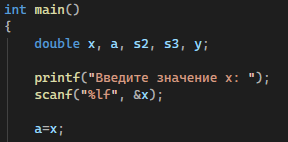 int main()
{
double x, a, s2, s3, y;
printf("Введите значение x: ");
scanf("%lf", &x);
a=x;